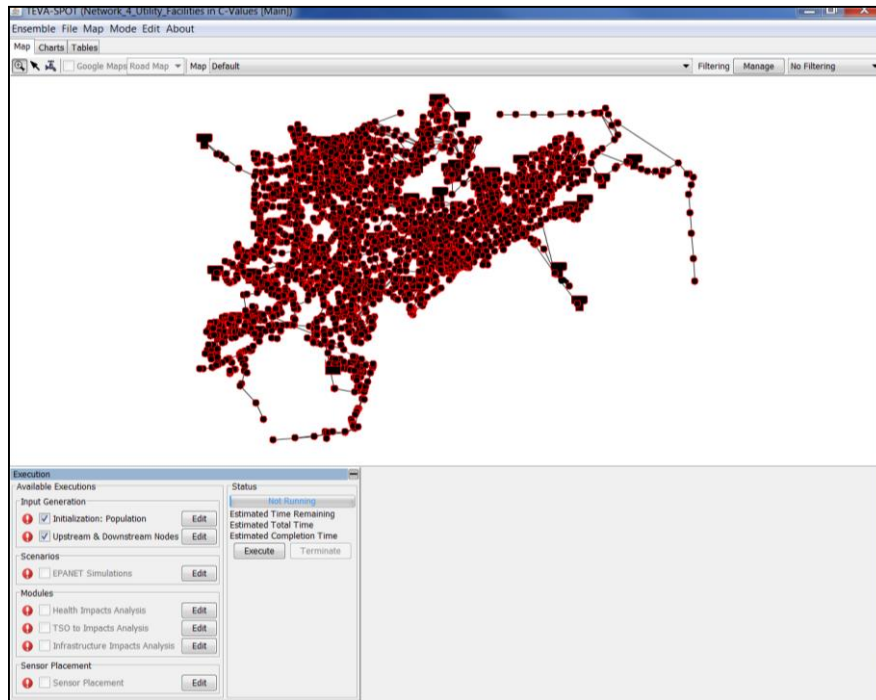 TEVA-SPOT (Network_4_Utility_Facilities in C-Values [Main])
Ensemble File Map Mode Edit About
Map Charts Tables
Google Maps Road Map Map Default Filtering Manage No Filtering
Execution
Available Executions
Input Generation
Initialization: Population Edit
Upstream & Downstream Nodes Edit
Scenarios
EPANET Simulations Edit
Modules
Health Impacts Analysis Edit
TSO to Impacts Analysis Edit
Infrastructure Impacts Analysis Edit
Sensor Placement
Sensor Placement Edit
Status
Not Running
Estimated Time Remaining
Estimated Total Time
Estimated Completion Time
Execute Terminate